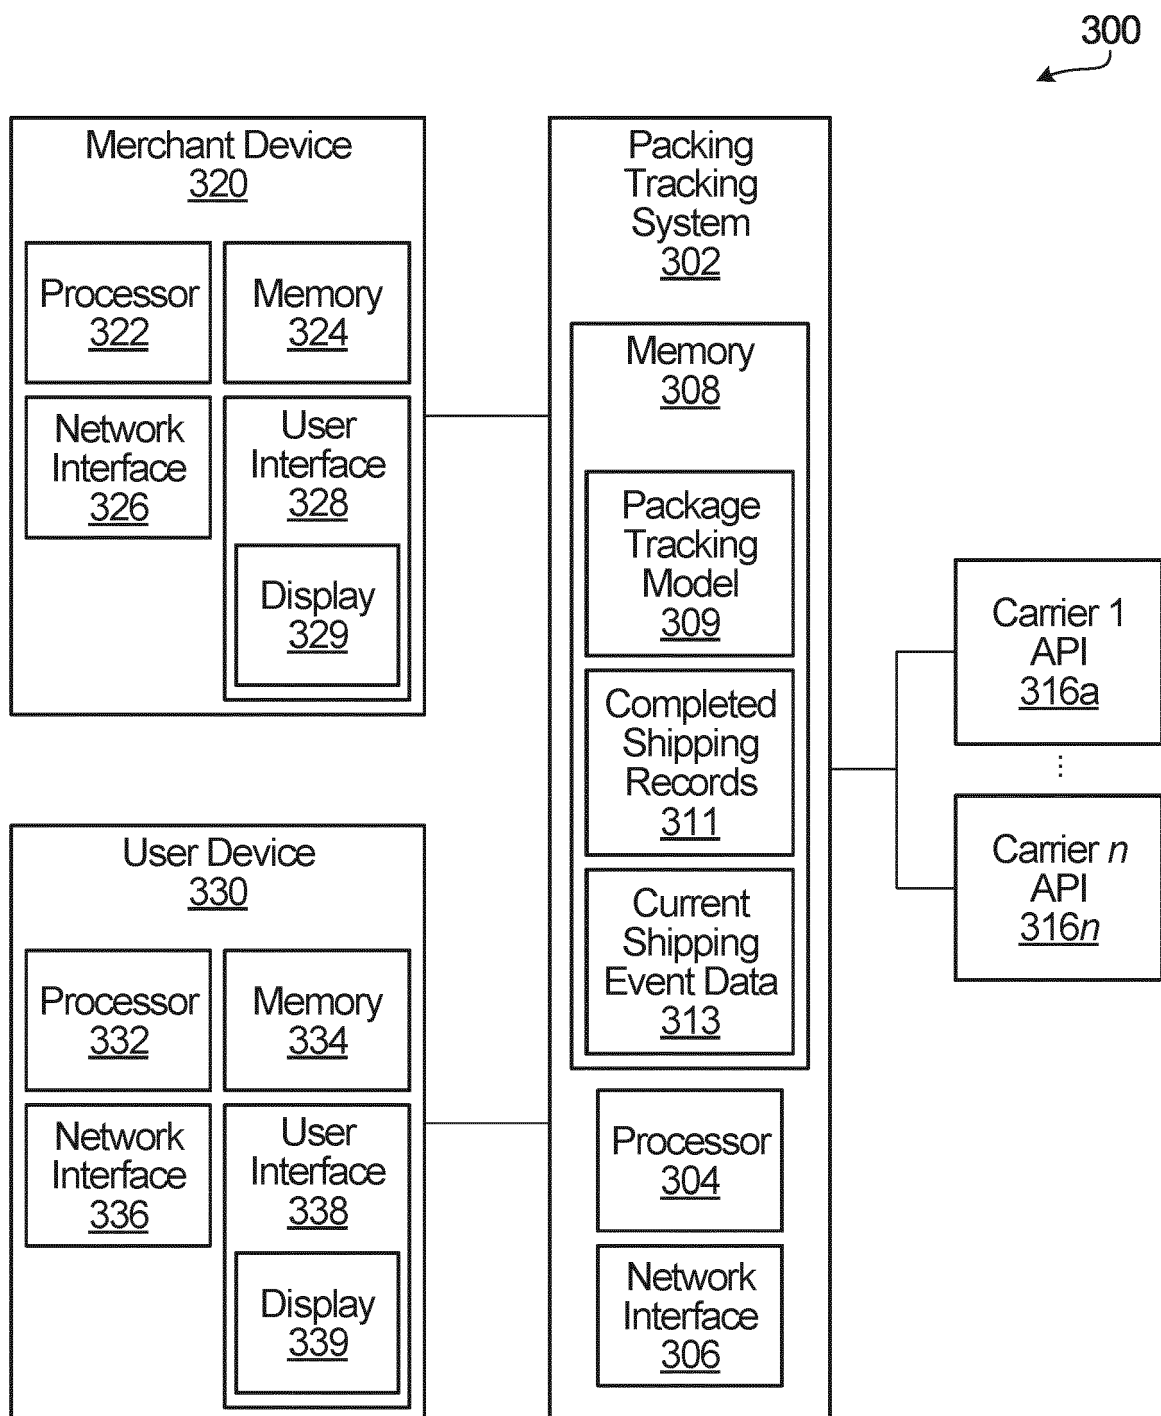 300
Merchant Device
320
Processor
322
Memory
324
Network
Interface
326
User
Interface
328
Display
329
User Device
330
Processor
332
Memory
334
Network
Interface
336
User
Interface
338
Display
339
Packing
Tracking
System
302
Memory
308
Package
Tracking
Model
309
Completed
Shipping
Records
311
Current
Shipping
Event Data
313
Processor
304
Network
Interface
306
Carrier 1
API
316a
⋮
Carrier n
API
316n